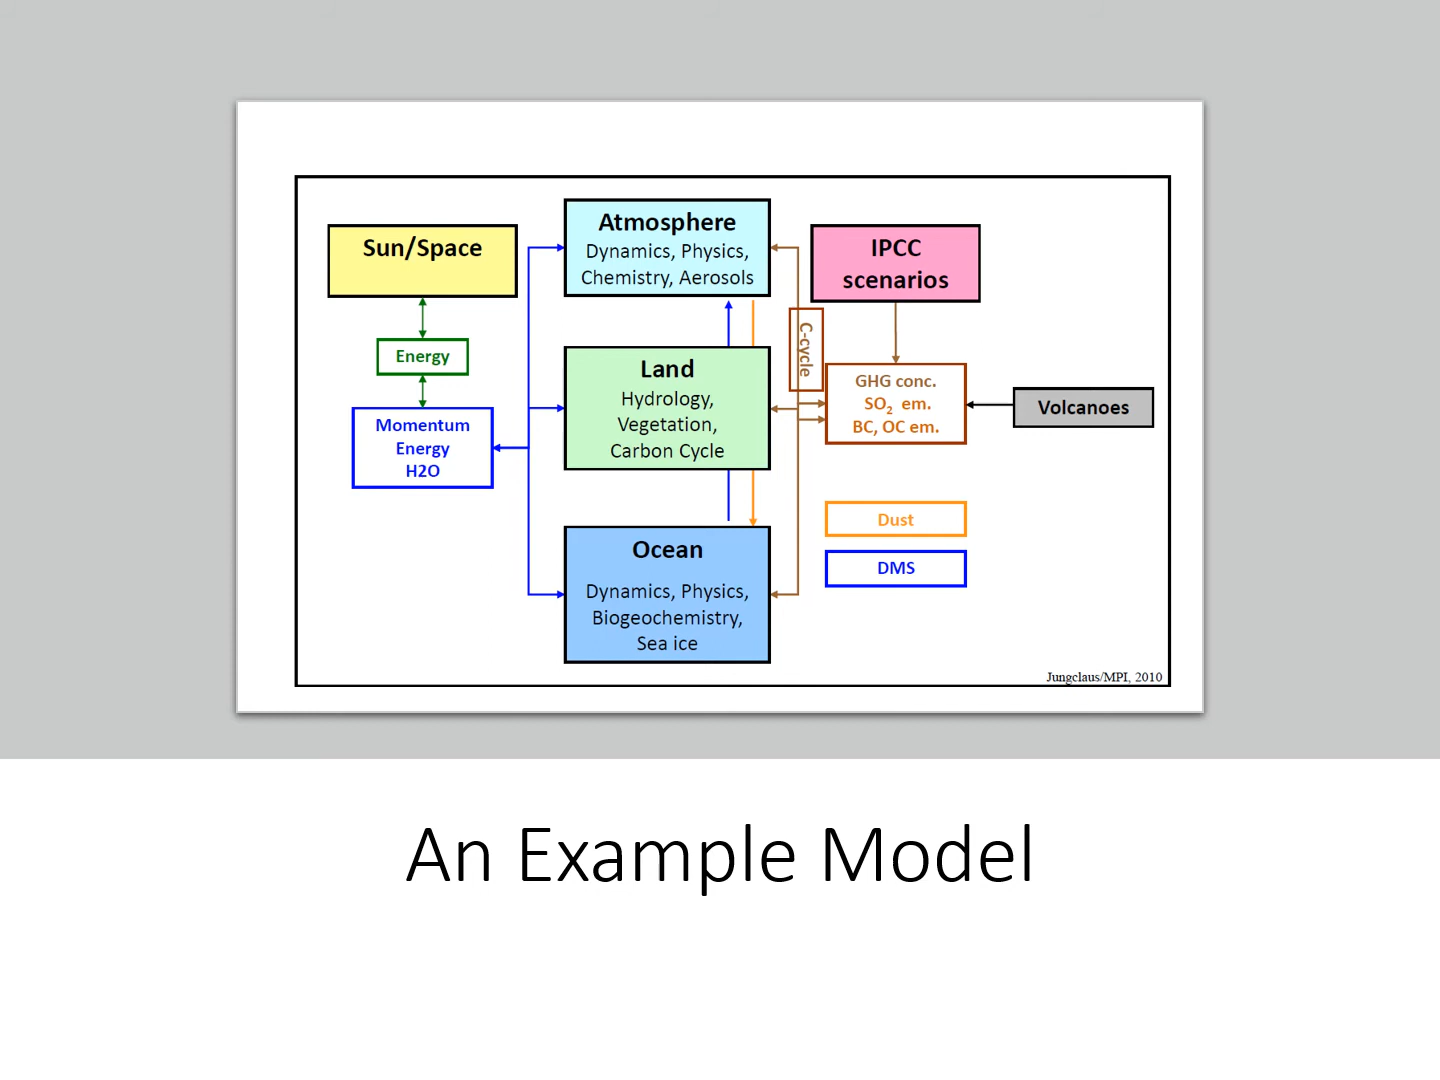 Sun/Space
Energy
Momentum
Energy
H2O
Atmosphere
Dynamics, Physics,
Chemistry, Aerosols
Land
Hydrology,
Vegetation,
Carbon Cycle
Ocean
Dynamics, Physics,
Biogeochemistry,
Sea ice
C-cycle
IPCC
scenarios
GHG conc.
SO2 em.
BC, OC em.
Volcanoes
Dust
DMS
Jungclaus/MPI, 2010
An Example Model